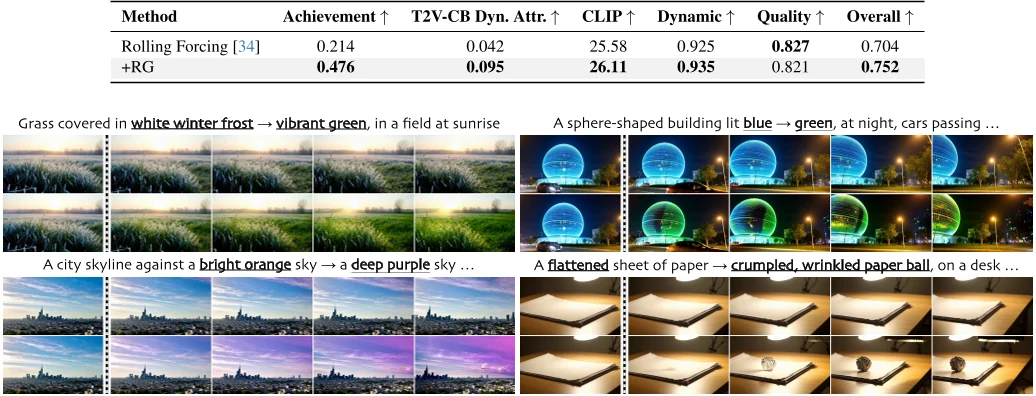 Method Achievement ↑ T2V-CB Dyn. Attr. ↑ CLIP ↑ Dynamic ↑ Quality ↑ Overall ↑
Rolling Forcing [34] 0.214 0.042 25.58 0.925 0.827 0.704
+RG 0.476 0.095 26.11 0.935 0.821 0.752
Grass covered in white winter frost → vibrant green, in a field at sunrise
A sphere-shaped building lit blue → green, at night, cars passing ...
A city skyline against a bright orange sky → a deep purple sky ...
A flattened sheet of paper → crumpled, wrinkled paper ball, on a desk ...